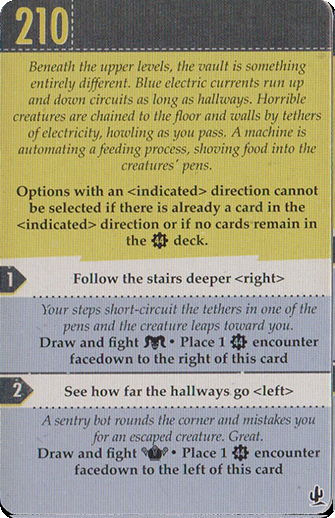 210
Beneath the upper levels, the vault is something
entirely different. Blue electric currents run up
and down circuits as long as hallways. Horrible
creatures are chained to the floor and walls by tethers
of electricity, howling as you pass. A machine is
automating a feeding process, shoving food into the
creatures' pens.
Options with an <indicated> direction cannot
be selected if there is already a card in the
<indicated> direction or if no cards remain in
the 44 deck.
1
Follow the stairs deeper <right>
Your steps short-circuit the tethers in one of the
pens and the creature leaps toward you.
Draw and fight • Place 1 44 encounter
facedown to the right of this card
2
See how far the hallways go <left>
A sentry bot rounds the corner and mistakes you
for an escaped creature. Great.
Draw and fight • Place 1 44 encounter
facedown to the left of this card